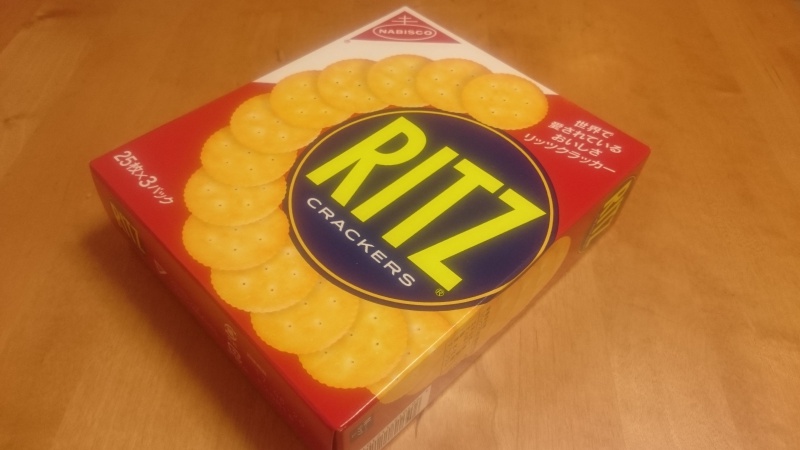 NABISCO
世界で
愛されている
おいしさ
リッツクラッカー
RITZ
CRACKERS
®
25枚×3パック